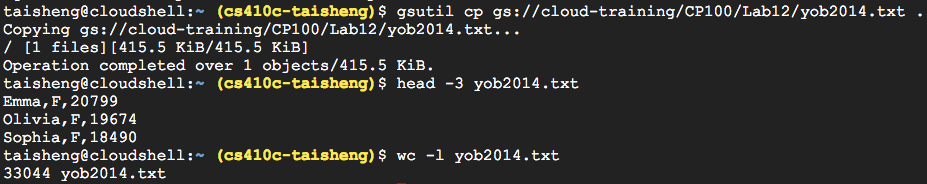 taisheng@cloudshell:~ (cs410c-taisheng)$ gsutil cp gs://cloud-training/CP100/Lab12/yob2014.txt .
Copying gs://cloud-training/CP100/Lab12/yob2014.txt...
/ [1 files][415.5 KiB/415.5 KiB]
Operation completed over 1 objects/415.5 KiB.
taisheng@cloudshell:~ (cs410c-taisheng)$ head -3 yob2014.txt
Emma,F,20799
Olivia,F,19674
Sophia,F,18490
taisheng@cloudshell:~ (cs410c-taisheng)$ wc -l yob2014.txt
33044 yob2014.txt